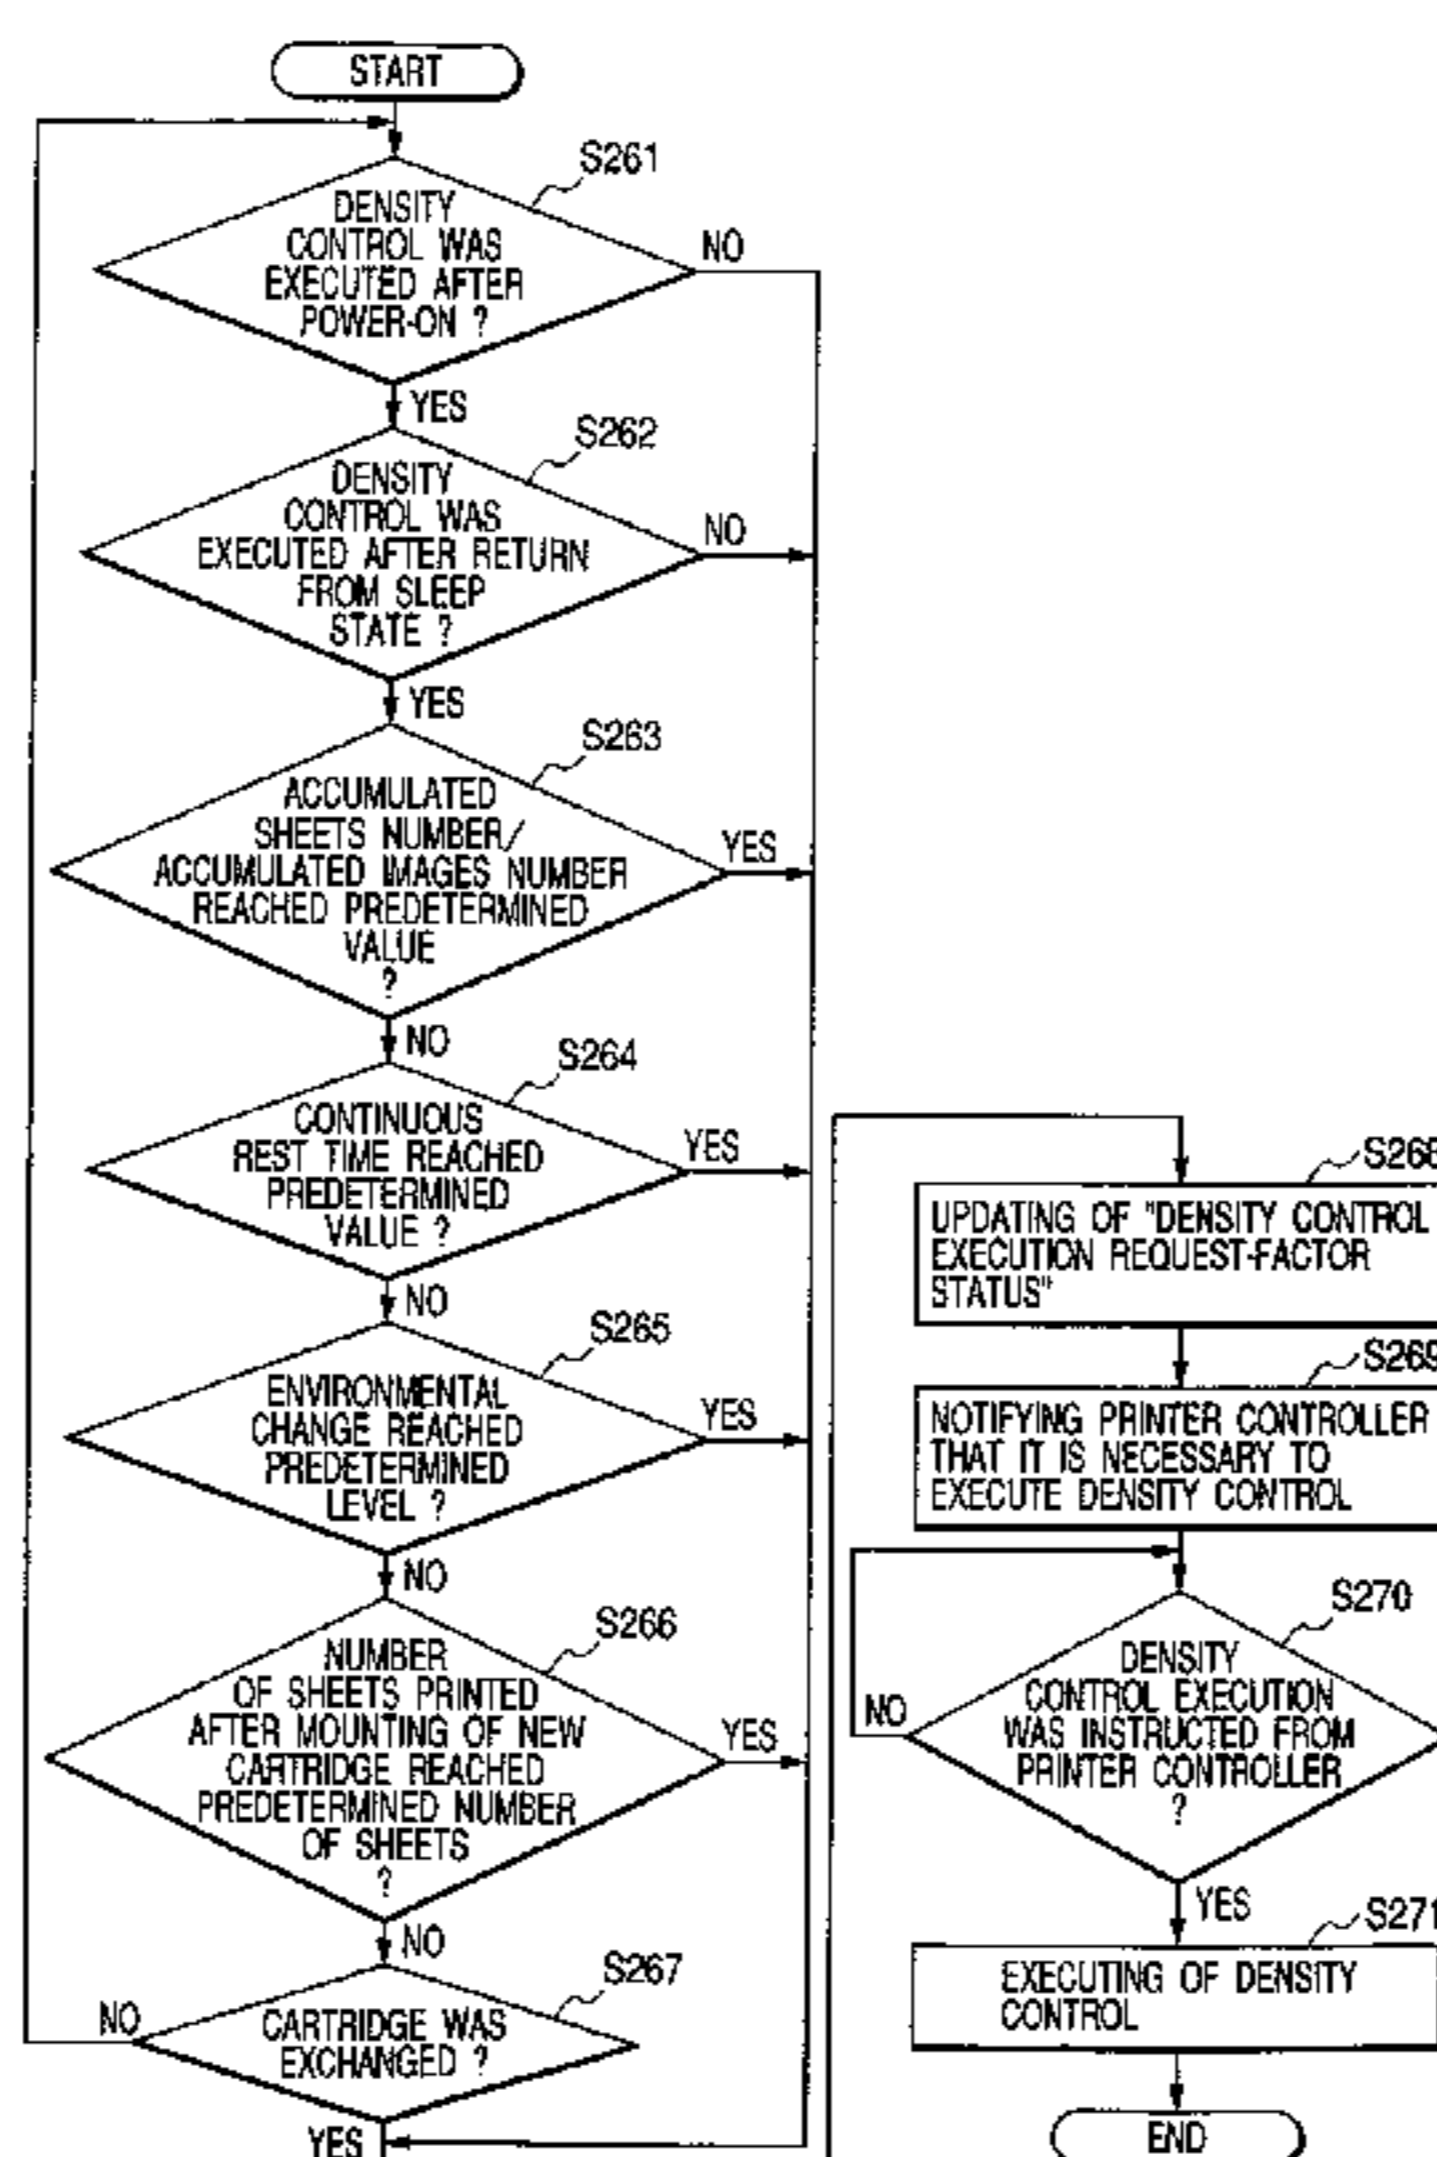 START
S261
DENSITY
CONTROL WAS
EXECUTED AFTER
POWER-ON ?
NO
YES
S262
DENSITY
CONTROL WAS
EXECUTED AFTER RETURN
FROM SLEEP
STATE ?
NO
YES
S263
ACCUMULATED
SHEETS NUMBER/
ACCUMULATED IMAGES NUMBER
REACHED PREDETERMINED
VALUE
?
YES
NO
S264
CONTINUOUS
REST TIME REACHED
PREDETERMINED
VALUE ?
YES
NO
S265
ENVIRONMENTAL
CHANGE REACHED
PREDETERMINED
LEVEL ?
YES
NO
S266
NUMBER
OF SHEETS PRINTED
AFTER MOUNTING OF NEW
CARTRIDGE REACHED
PREDETERMINED NUMBER
OF SHEETS
?
YES
NO
S267
CARTRIDGE WAS
EXCHANGED ?
NO
YES
S268
UPDATING OF "DENSITY CONTROL
EXECUTION REQUEST-FACTOR
STATUS"
S269
NOTIFYING PRINTER CONTROLLER
THAT IT IS NECESSARY TO
EXECUTE DENSITY CONTROL
S270
DENSITY
CONTROL EXECUTION
WAS INSTRUCTED FROM
PRINTER CONTROLLER
?
NO
YES
S271
EXECUTING OF DENSITY
CONTROL
END